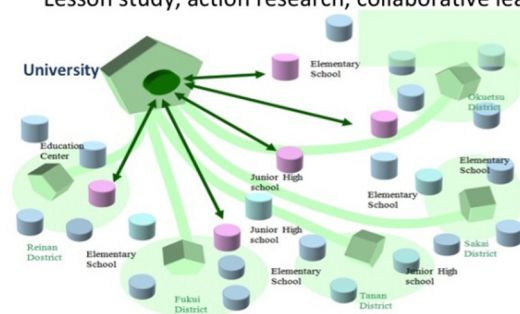 Lesson study, action research, collaborative lea
University
Elementary
School
Okuetsu
District
Education
Center
Junior High
school
Elementary
School
Elementary
School
Reinan
Dostrict
Elementary
School
Junior High
school
Elementary
School
Sakai
District
Junior High
school
Fukui
District
Tanan
District